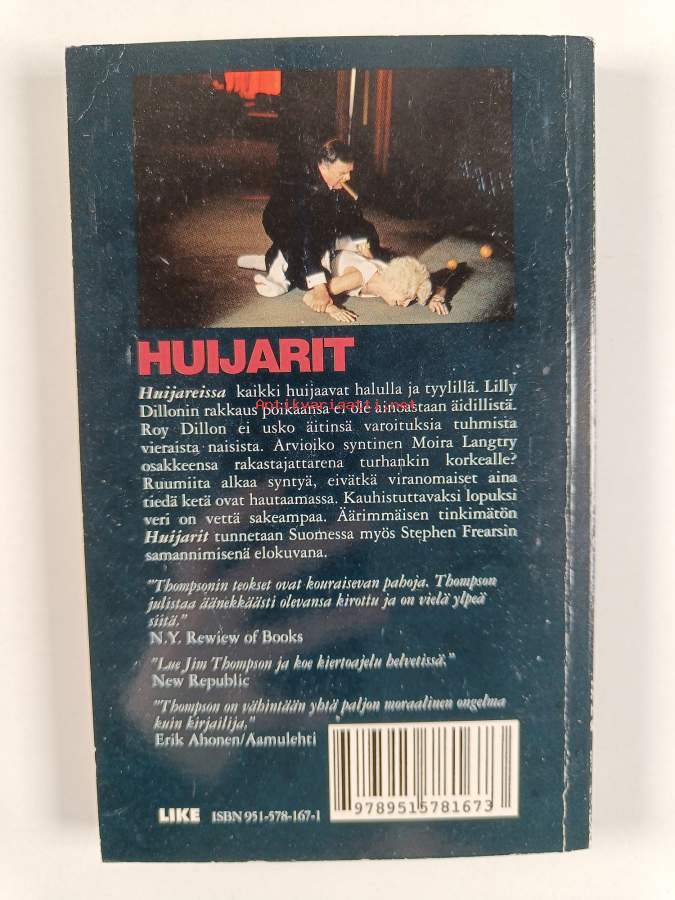 HUIJARIT
Huijareissa kaikki huijaavat halulla ja tyylillä. Lilly
Dillonin rakkaus poikaansa ei ole ainoastaan äidillistä.
Antikvariaatti.net
Roy Dillon ei usko äitinsä varoituksia tuhmista
vieraista naisista. Arvioiko syntinen Moira Langtry
osakkeensa rakastajattarena turhankin korkealle?
Ruumiita alkaa syntyä, eivätkä viranomaiset aina
tiedä ketä ovat hautaamassa. Kauhistuttavaksi lopuksi
veri on vettä sakeampaa. Äärimmäisen tinkimätön
Huijarit tunnetaan Suomessa myös Stephen Frearsin
samannimisenä elokuvana.
"Thompsonin teokset ovat kouraisevan pahoja. Thompson
julistaa äänekkäästi olevansa kirottu ja on vielä ylpeä
siitä."
N.Y. Rewiew of Books
"Lue Jim Thompson ja koe kiertoajelu helvetissä."
New Republic
"Thompson on vähintään yhtä paljon moraalinen ongelma
kuin kirjailija."
Erik Ahonen/Aamulehti
LIKE ISBN 951-578-167-1
9789515781673